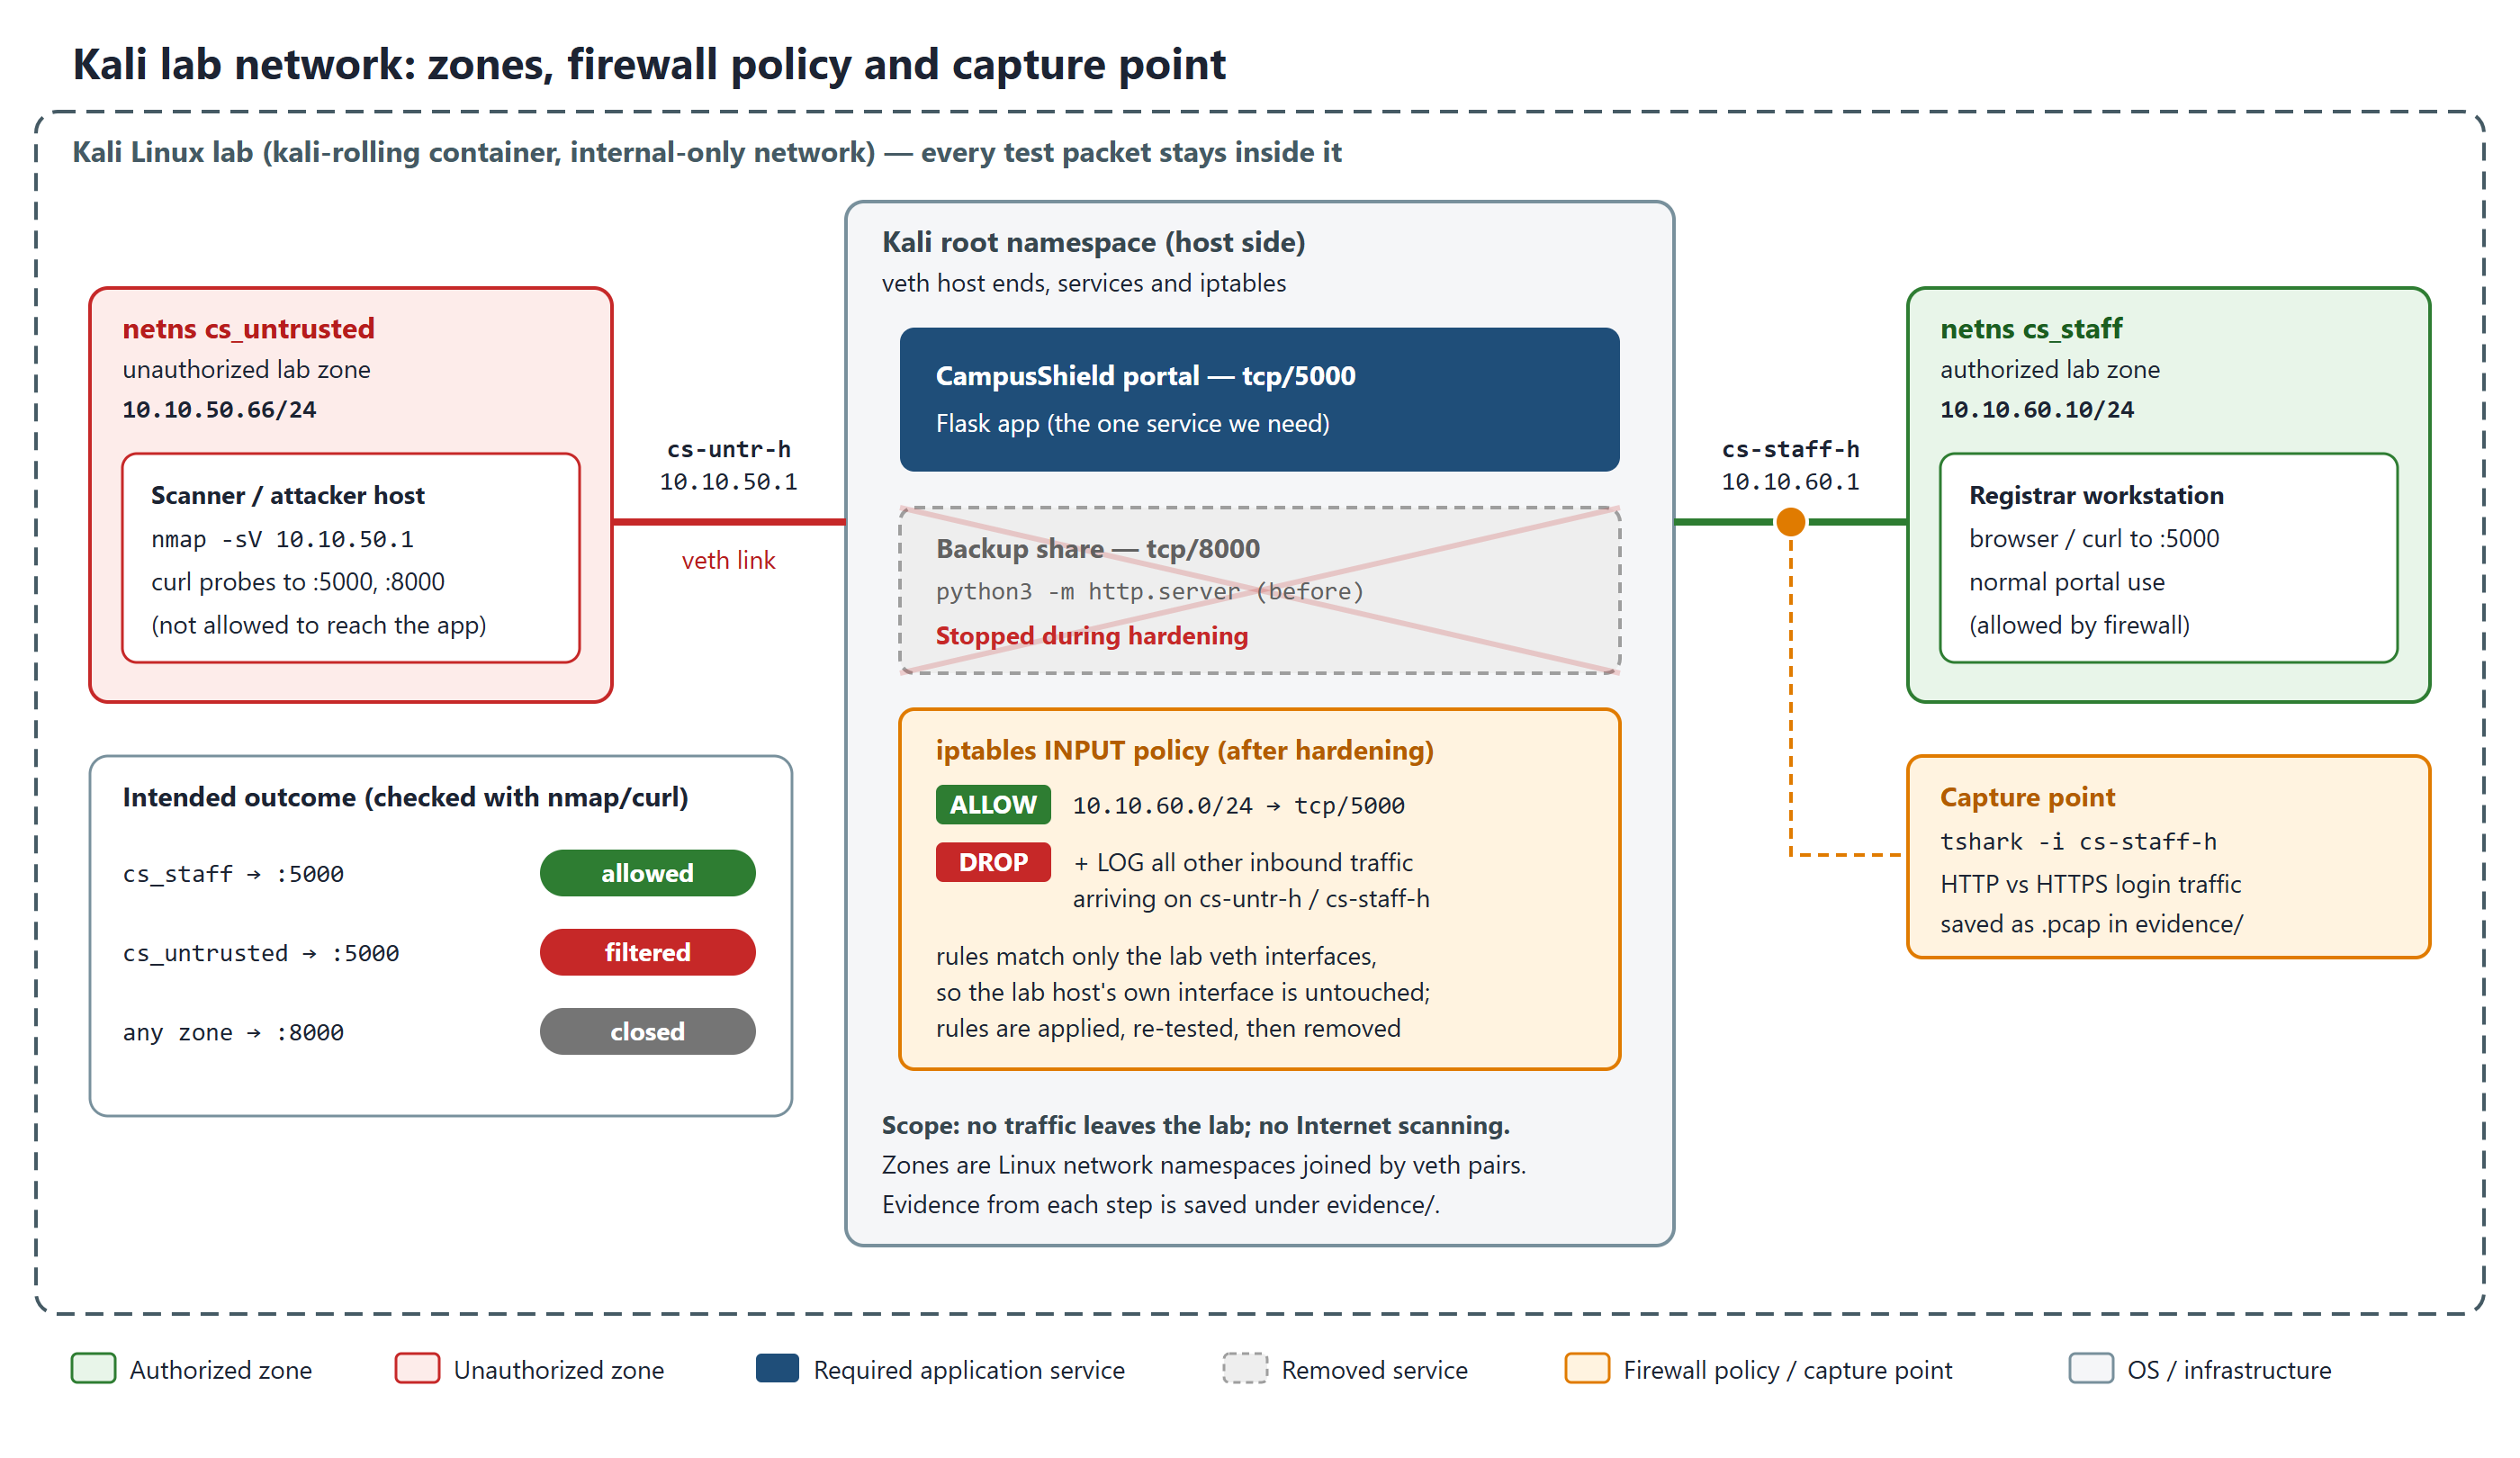 Kali lab network: zones, firewall policy and capture point
Kali Linux lab (kali-rolling container, internal-only network) — every test packet stays inside it
netns cs_untrusted
unauthorized lab zone
10.10.50.66/24
Scanner / attacker host
nmap -sV 10.10.50.1
curl probes to :5000, :8000
(not allowed to reach the app)
cs-untr-h
10.10.50.1
veth link
Kali root namespace (host side)
veth host ends, services and iptables
CampusShield portal — tcp/5000
Flask app (the one service we need)
Backup share — tcp/8000
python3 -m http.server (before)
Stopped during hardening
iptables INPUT policy (after hardening)
ALLOW 10.10.60.0/24 → tcp/5000
DROP + LOG all other inbound traffic
arriving on cs-untr-h / cs-staff-h
rules match only the lab veth interfaces,
so the lab host's own interface is untouched;
rules are applied, re-tested, then removed
Scope: no traffic leaves the lab; no Internet scanning.
Zones are Linux network namespaces joined by veth pairs.
Evidence from each step is saved under evidence/.
cs-staff-h
10.10.60.1
netns cs_staff
authorized lab zone
10.10.60.10/24
Registrar workstation
browser / curl to :5000
normal portal use
(allowed by firewall)
Intended outcome (checked with nmap/curl)
cs_staff → :5000 allowed
cs_untrusted → :5000 filtered
any zone → :8000 closed
Capture point
tshark -i cs-staff-h
HTTP vs HTTPS login traffic
saved as .pcap in evidence/
Authorized zone
Unauthorized zone
Required application service
Removed service
Firewall policy / capture point
OS / infrastructure